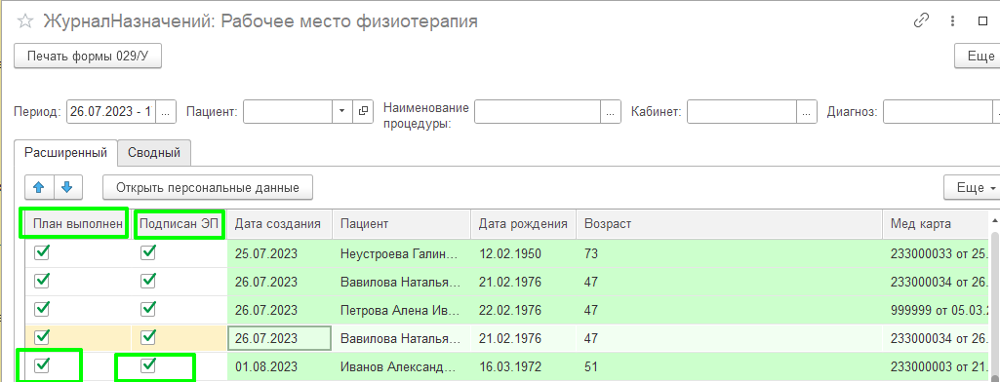 ЖурналНазначений: Рабочее место физиотерапия
Печать формы 029/У
Еще
Период: 26.07.2023 - 1 ... Пациент: Наименование процедуры: ... Кабинет: ... Диагноз:
Расширенный Сводный
Открыть персональные данные Еще
План выполнен Подписан ЭП Дата создания Пациент Дата рождения Возраст Мед карта
25.07.2023 Неустроева Галин... 12.02.1950 73 233000033 от 25.
26.07.2023 Вавилова Наталья... 21.02.1976 47 233000034 от 26.
26.07.2023 Петрова Алена Ив... 22.02.1976 47 999999 от 05.03.2
26.07.2023 Вавилова Наталья... 21.02.1976 47 233000034 от 26.
01.08.2023 Иванов Александ... 16.03.1972 51 233000003 от 21.